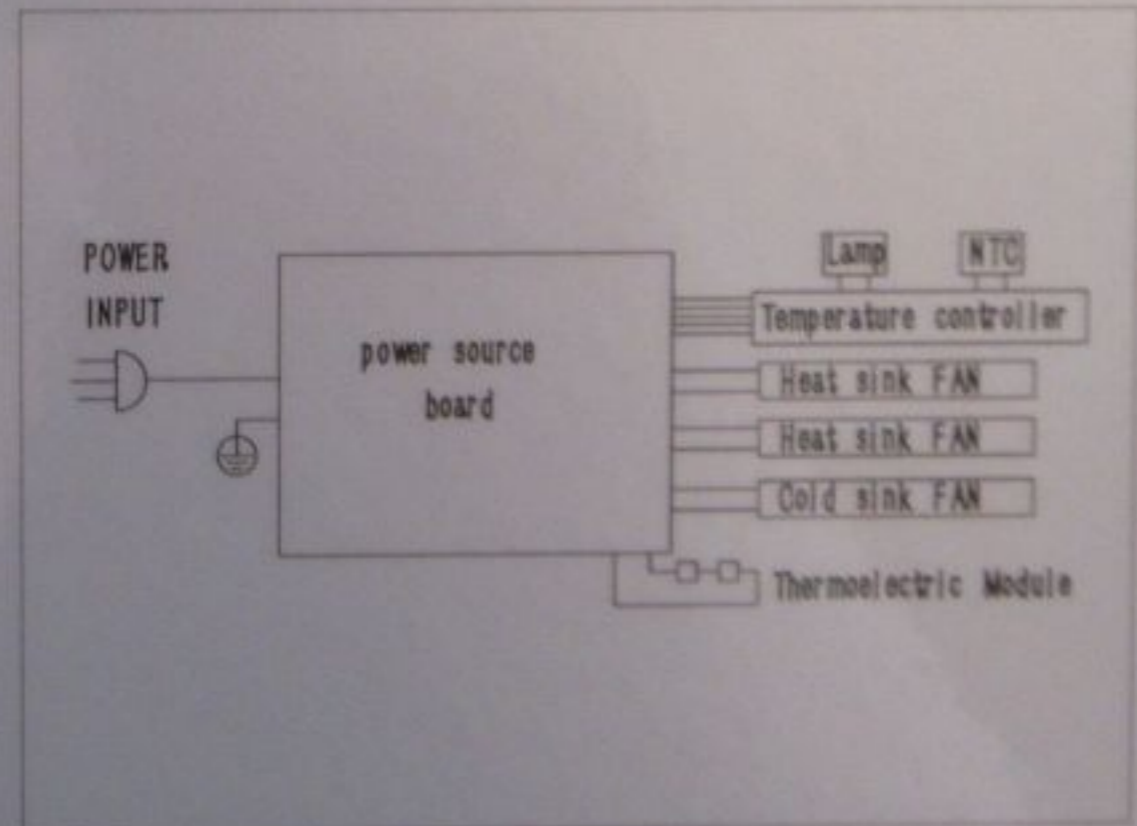 POWER
INPUT
power source
board
Lamp
NTC
Temperature controller
Heat sink FAN
Heat sink FAN
Cold sink FAN
Thermoelectric Module